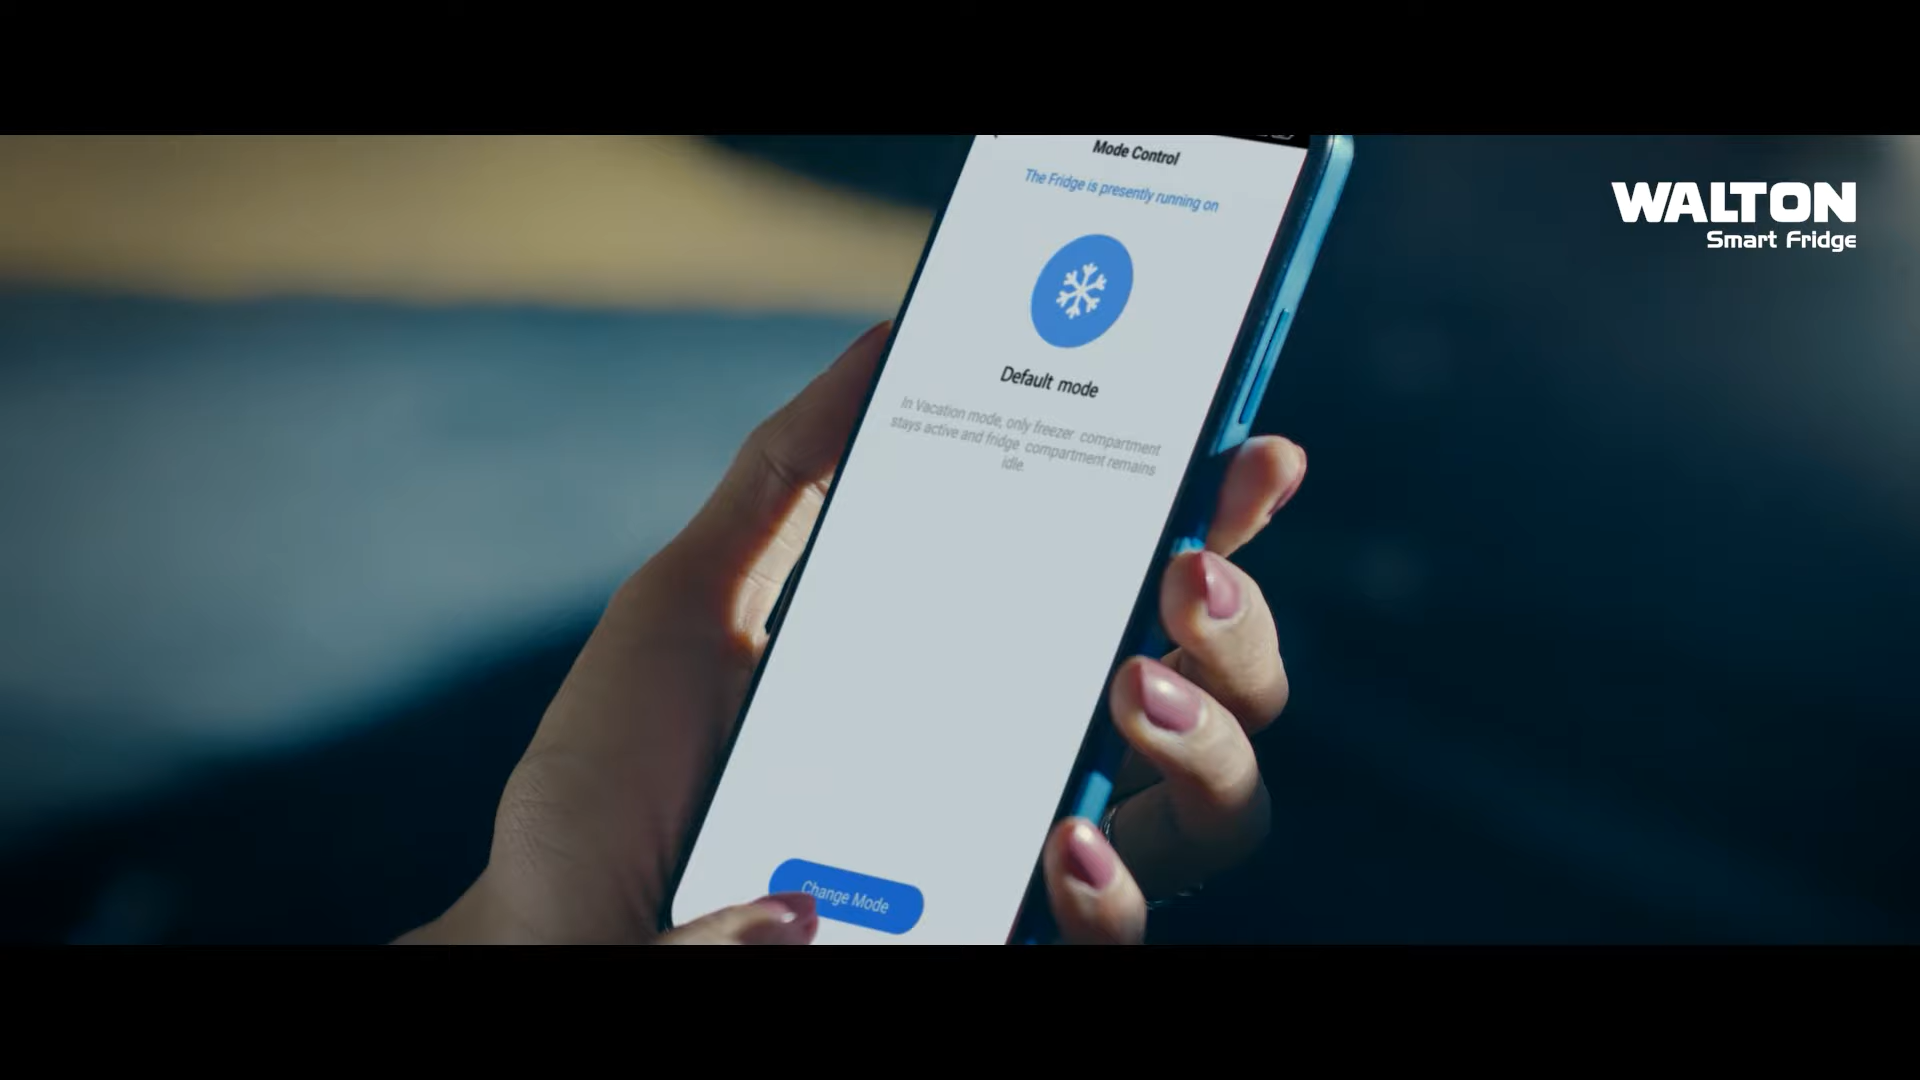 Mode Control
The Fridge is presently running on
WALTON
Smart Fridge
Default mode
In Vacation mode, only freezer compartment
stays active and fridge compartment remains
idle.
Change Mode